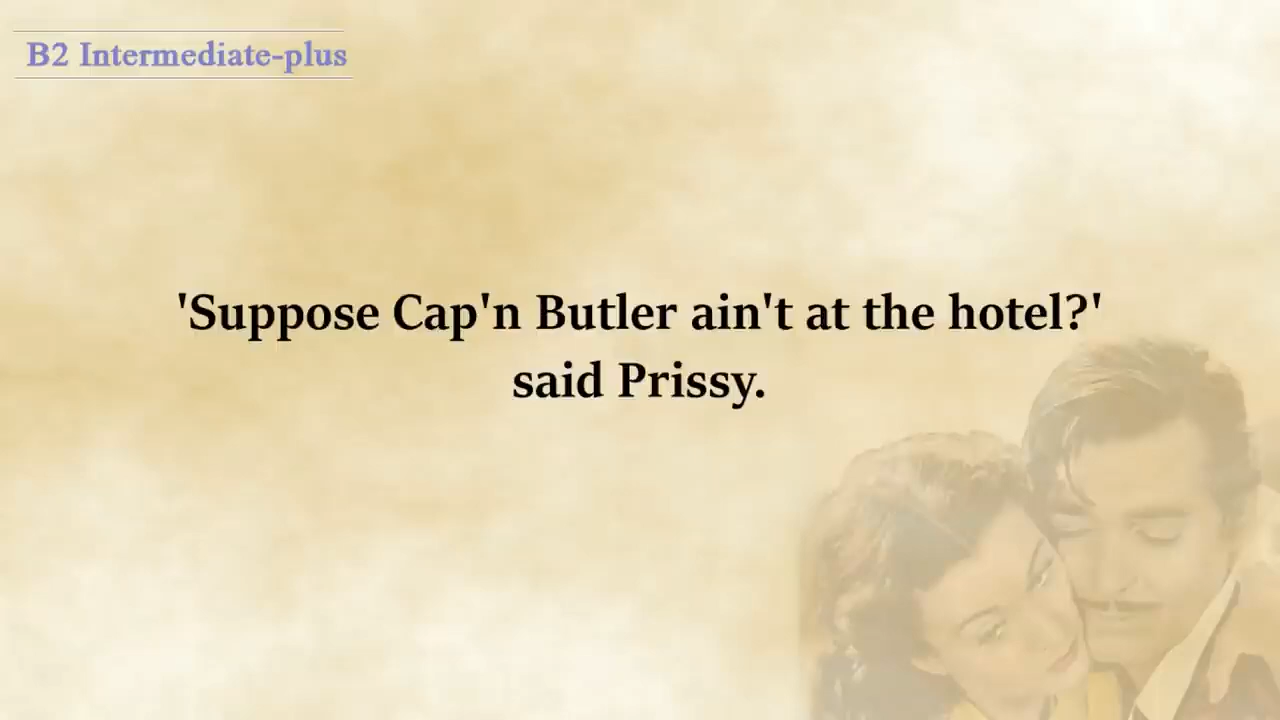 B2 Intermediate-plus
'Suppose Cap'n Butler ain't at the hotel?'
said Prissy.